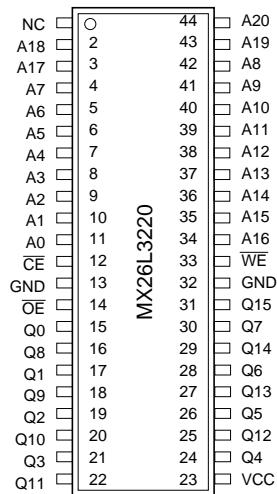 NC 44 A20
A18 2 43 A19
A17 3 42 A8
A7 4 41 A9
A6 5 40 A10
A5 6 39 A11
A4 7 38 A12
A3 8 37 A13
A2 9 36 A14
A1 10 35 A15
A0 11 34 A16
CE 12 33 WE
GND 13 32 GND
OE 14 31 Q15
Q0 15 30 Q7
Q8 16 29 Q14
Q1 17 28 Q6
Q9 18 27 Q13
Q2 19 26 Q5
Q10 20 25 Q12
Q3 21 24 Q4
Q11 22 23 VCC
MX26L3220